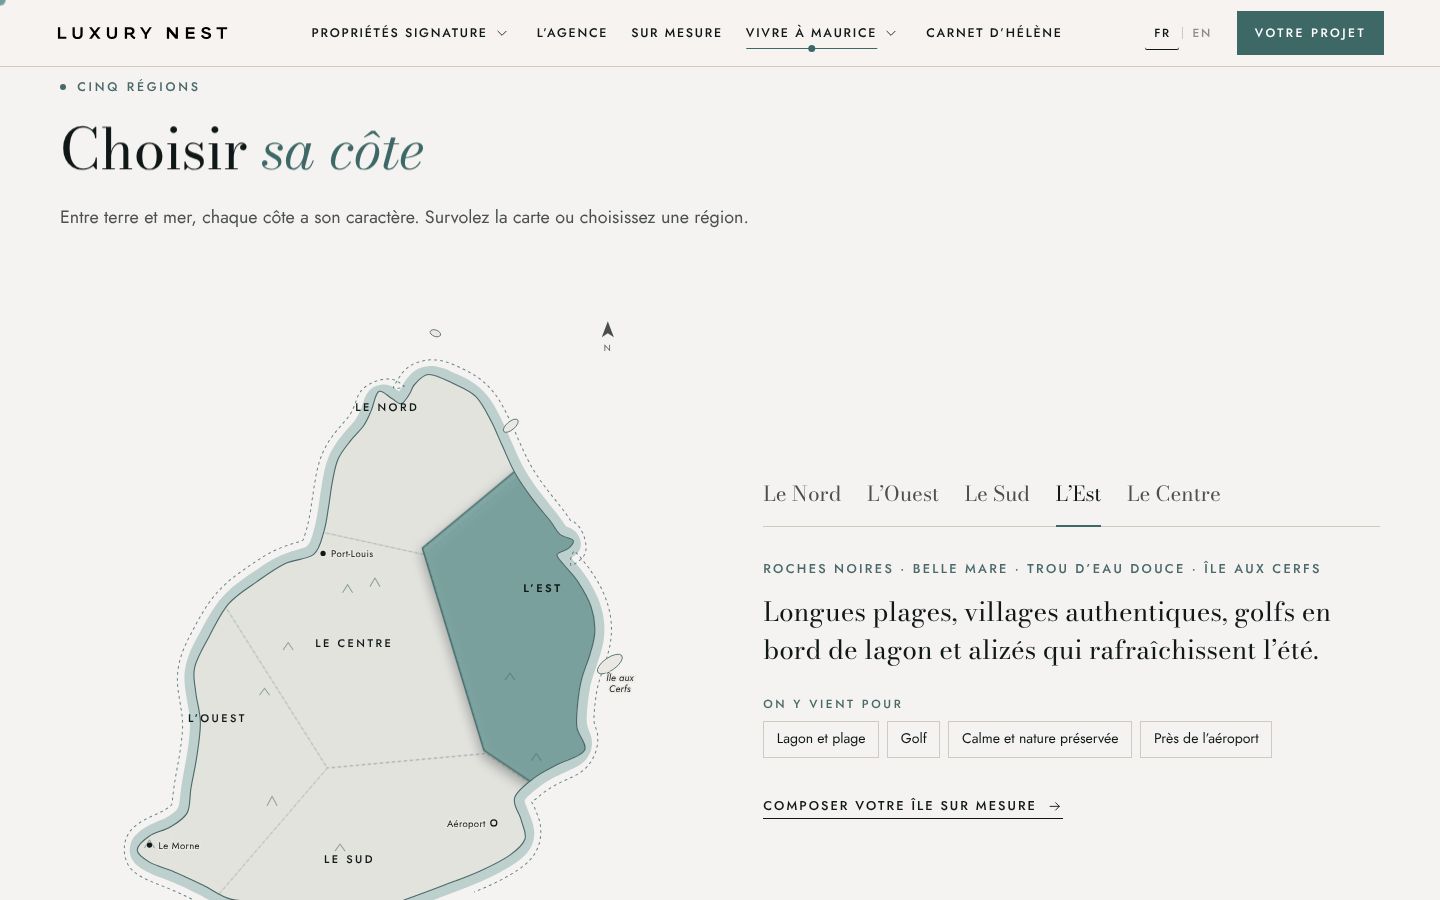 LUXURY NEST
PROPRIÉTÉS SIGNATURE
L’AGENCE
SUR MESURE
VIVRE À MAURICE
CARNET D’HÉLÈNE
FR
EN
VOTRE PROJET
CINQ RÉGIONS
Choisir sa côte
Entre terre et mer, chaque côte a son caractère. Survolez la carte ou choisissez une région.
N
LE NORD
Port-Louis
L’EST
LE CENTRE
Île aux
Cerfs
L’OUEST
Aéroport
Le Morne
LE SUD
Le Nord
L’Ouest
Le Sud
L’Est
Le Centre
ROCHES NOIRES · BELLE MARE · TROU D’EAU DOUCE · ÎLE AUX CERFS
Longues plages, villages authentiques, golfs en
bord de lagon et alizés qui rafraîchissent l’été.
ON Y VIENT POUR
Lagon et plage
Golf
Calme et nature préservée
Près de l’aéroport
COMPOSER VOTRE ÎLE SUR MESURE →